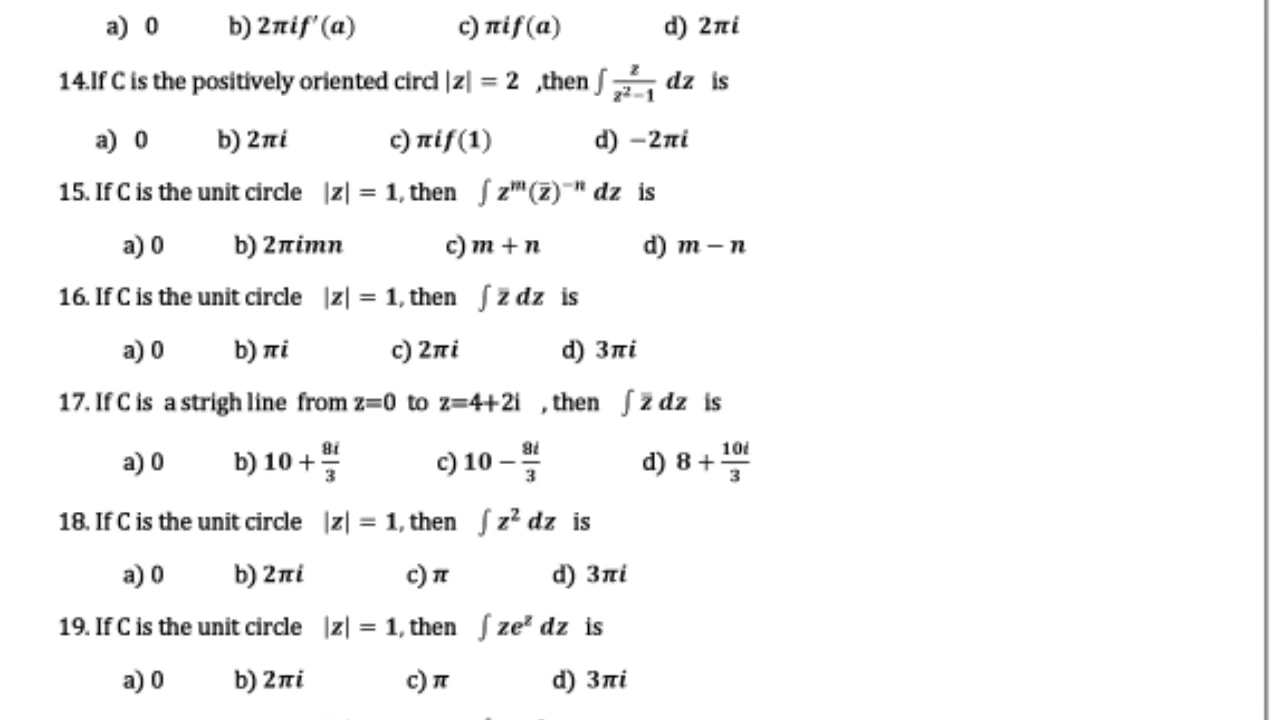 a) 0 b) 2πif′(a) c) πif(a) d) 2πi
14.If C is the positively oriented circl |z| = 2 ,then ∫ z/(z²−1) dz is
a) 0 b) 2πi c) πif(1) d) −2πi
15. If C is the unit circle |z| = 1, then ∫ zᵐ(z̄)⁻ⁿ dz is
a) 0 b) 2πimn c) m + n d) m − n
16. If C is the unit circle |z| = 1, then ∫ z̄ dz is
a) 0 b) πi c) 2πi d) 3πi
17. If C is a strigh line from z=0 to z=4+2i , then ∫ z̄ dz is
a) 0 b) 10 + 8i/3 c) 10 − 8i/3 d) 8 + 10i/3
18. If C is the unit circle |z| = 1, then ∫ z² dz is
a) 0 b) 2πi c) π d) 3πi
19. If C is the unit circle |z| = 1, then ∫ zeᶻ dz is
a) 0 b) 2πi c) π d) 3πi